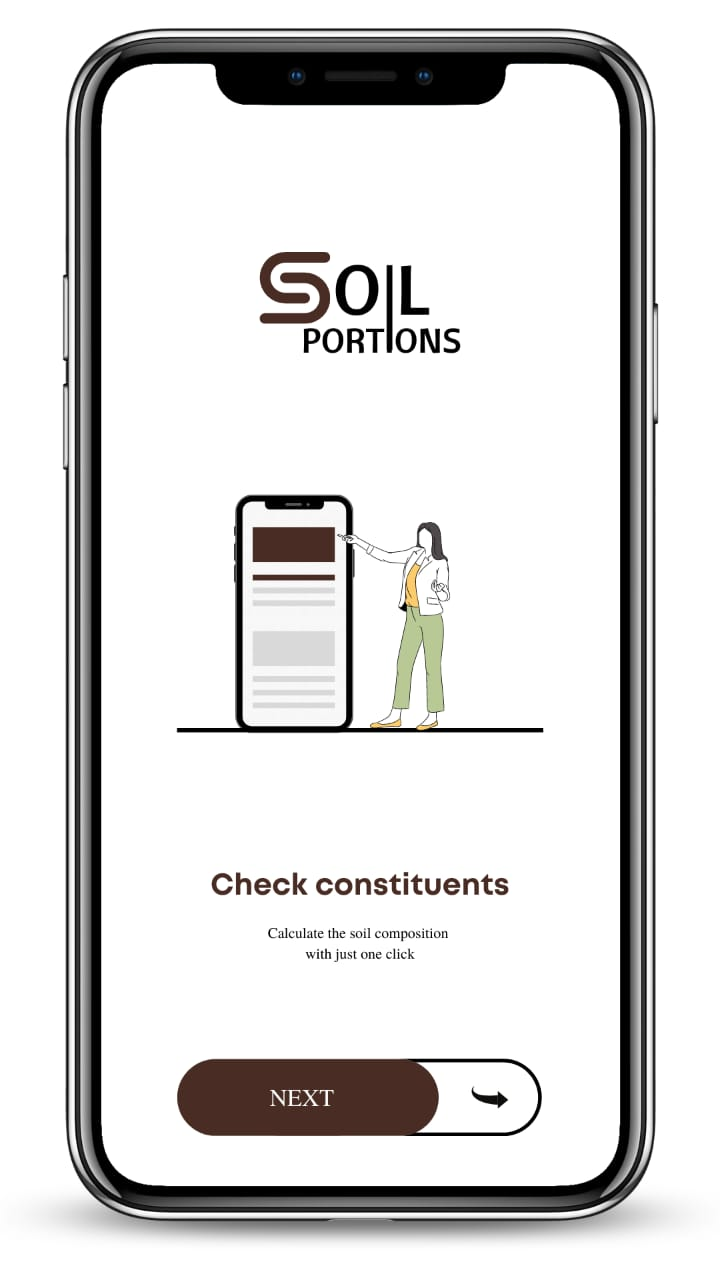 SOIL
PORTIONS
Check constituents
Calculate the soil composition
with just one click
NEXT